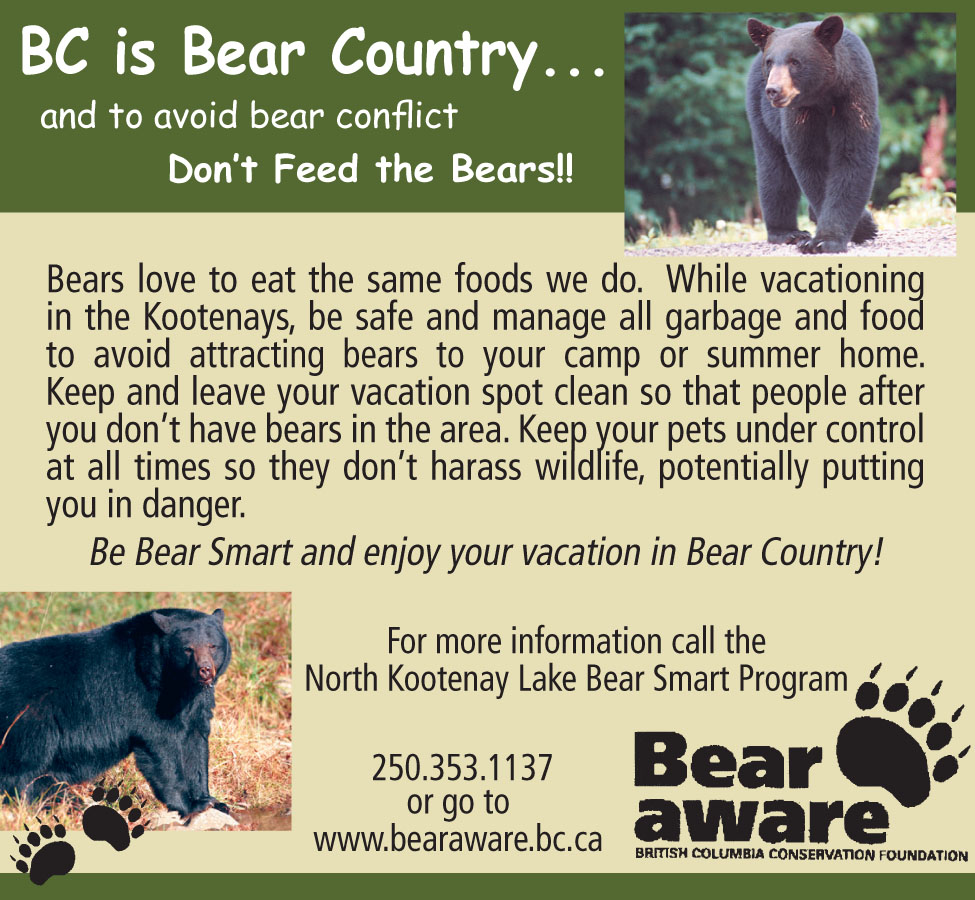 BC is Bear Country...
and to avoid bear conflict
Don't Feed the Bears!!
Bears love to eat the same foods we do. While vacationing
in the Kootenays, be safe and manage all garbage and food
to avoid attracting bears to your camp or summer home.
Keep and leave your vacation spot clean so that people after
you don't have bears in the area. Keep your pets under control
at all times so they don't harass wildlife, potentially putting
you in danger.
Be Bear Smart and enjoy your vacation in Bear Country!
For more information call the
North Kootenay Lake Bear Smart Program
250.353.1137
or go to
www.bearaware.bc.ca
Bear
aware
BRITISH COLUMBIA CONSERVATION FOUNDATION